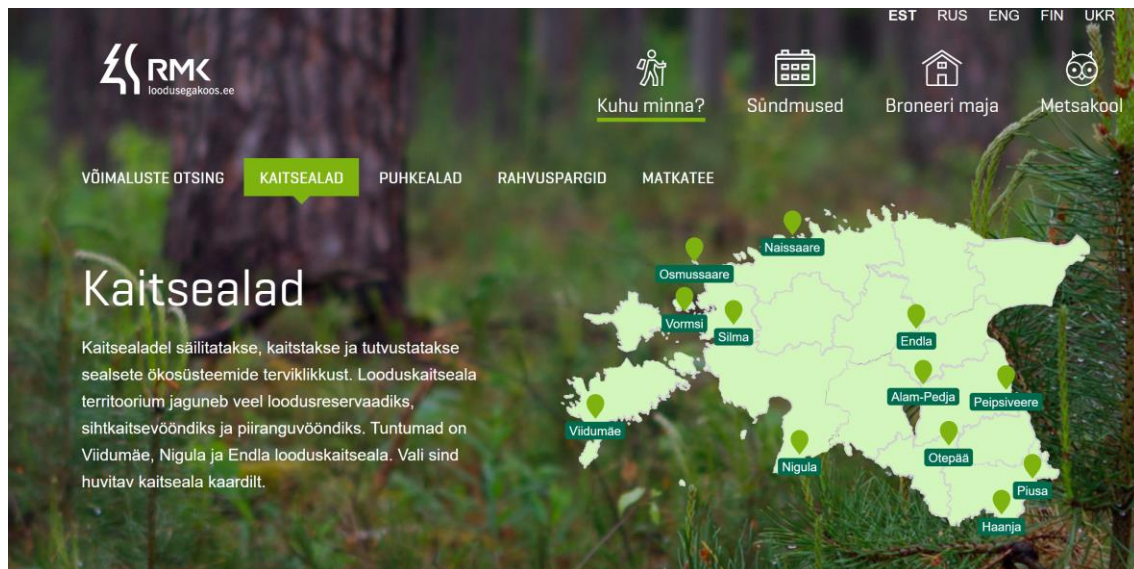 EST RUS ENG FIN UKR
RMK
loodusegakoos.ee
Kuhu minna? Sündmused Broneeri maja Metsakool
VÕIMALUSTE OTSING KAITSEALAD PUHKEALAD RAHVUSPARGID MATKATEE
Kaitsealad
Kaitsealadel säilitatakse, kaitstakse ja tutvustatakse
sealsete ökosüsteemide terviklikkust. Looduskaitseala
territoorium jaguneb veel loodusreservaadiks,
sihtkaitsevööndiks ja piiranguvööndiks. Tuntumad on
Viidumäe, Nigula ja Endla looduskaitseala. Vali sind
huvitav kaitseala kaardilt.
Naissaare
Osmussaare
Vormsi
Silma
Endla
Alam-Pedja
Peipsiveere
Viidumäe
Otepää
Nigula
Piusa
Haanja